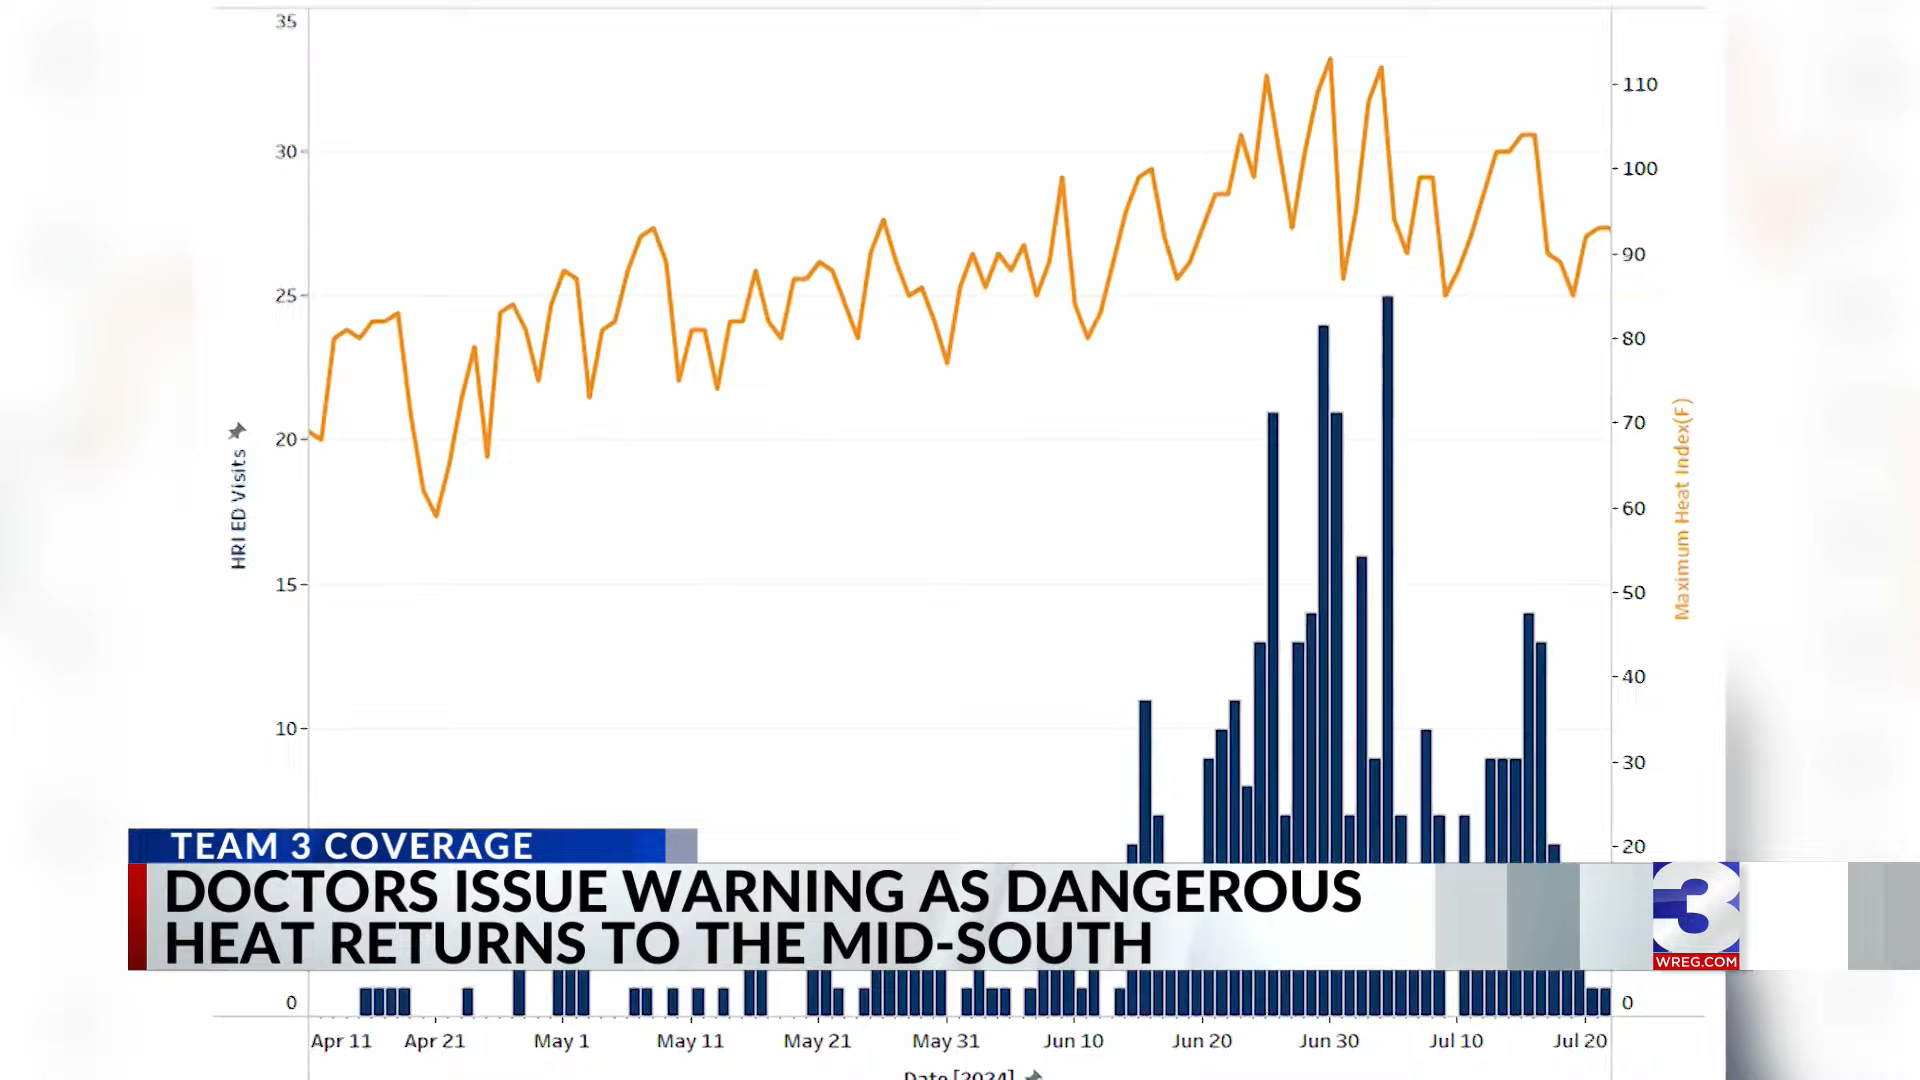 35
30
25
20
15
10
0
HRI ED Visits
110
100
90
80
70
60
50
40
30
20
0
Maximum Heat Index(F)
TEAM 3 COVERAGE
DOCTORS ISSUE WARNING AS DANGEROUS
HEAT RETURNS TO THE MID-SOUTH
3
WREG.COM
Apr 11 Apr 21 May 1 May 11 May 21 May 31 Jun 10 Jun 20 Jun 30 Jul 10 Jul 20
Date [2024]